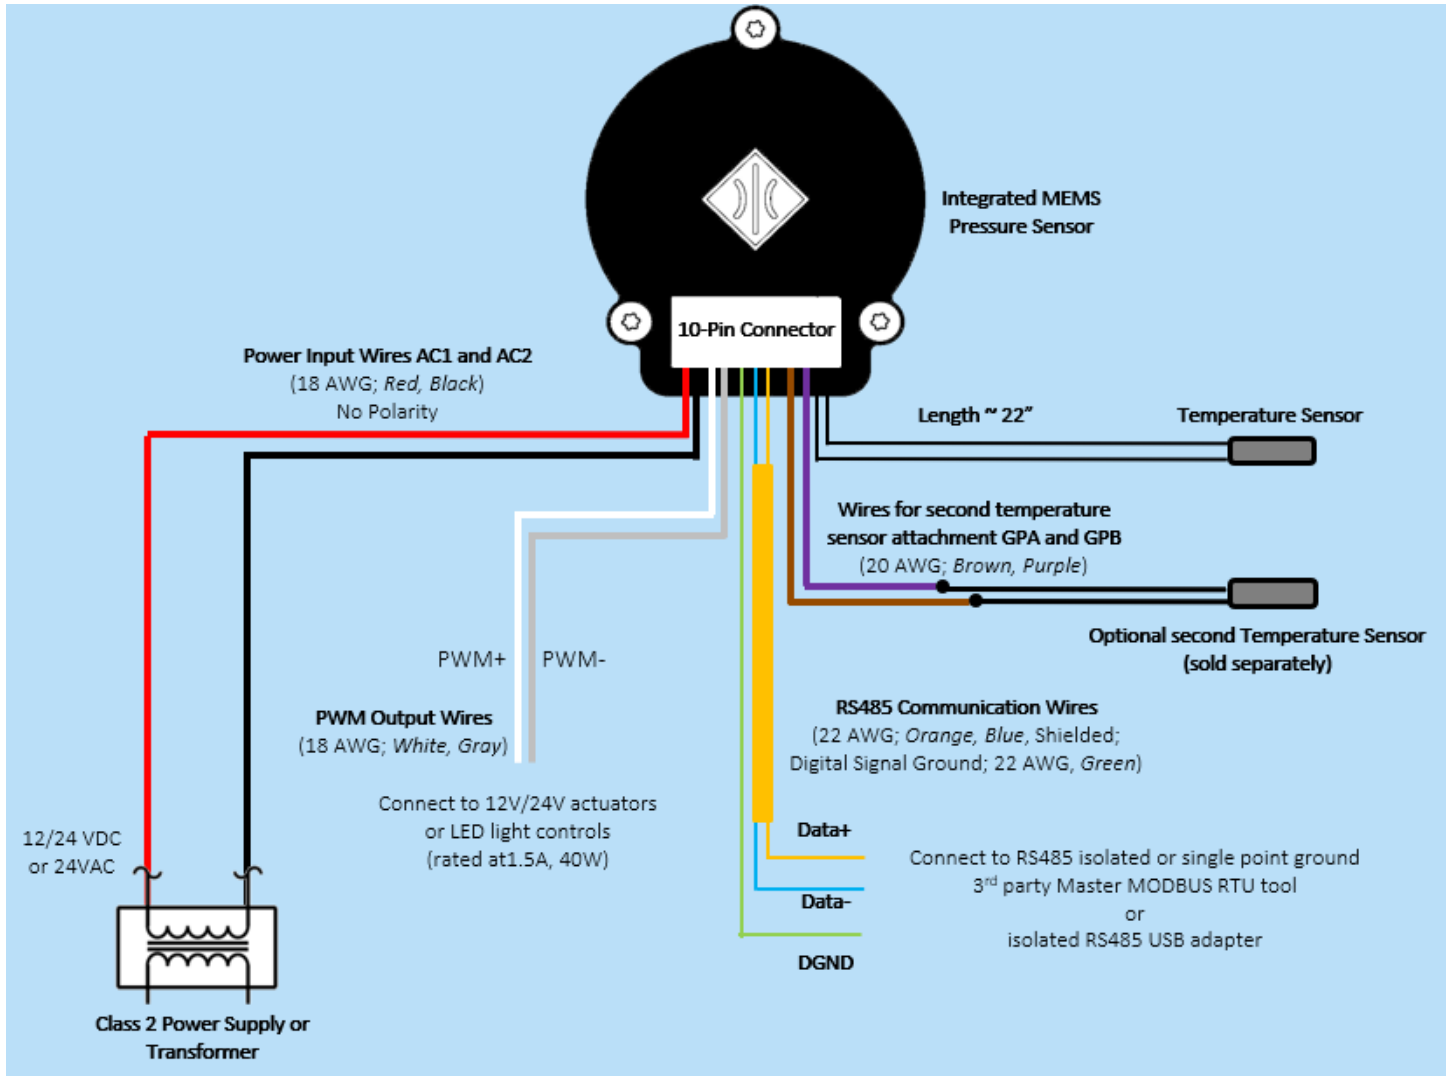 Integrated MEMS
Pressure Sensor
10-Pin Connector
Power Input Wires AC1 and AC2
(18 AWG; Red, Black)
No Polarity
Length ~ 22”
Temperature Sensor
Wires for second temperature
sensor attachment GPA and GPB
(20 AWG; Brown, Purple)
Optional second Temperature Sensor
(sold separately)
PWM+
PWM-
PWM Output Wires
(18 AWG; White, Gray)
Connect to 12V/24V actuators
or LED light controls
(rated at1.5A, 40W)
RS485 Communication Wires
(22 AWG; Orange, Blue, Shielded;
Digital Signal Ground; 22 AWG, Green)
12/24 VDC
or 24VAC
Data+
Data-
DGND
Connect to RS485 isolated or single point ground
3rd party Master MODBUS RTU tool
or
isolated RS485 USB adapter
Class 2 Power Supply or
Transformer